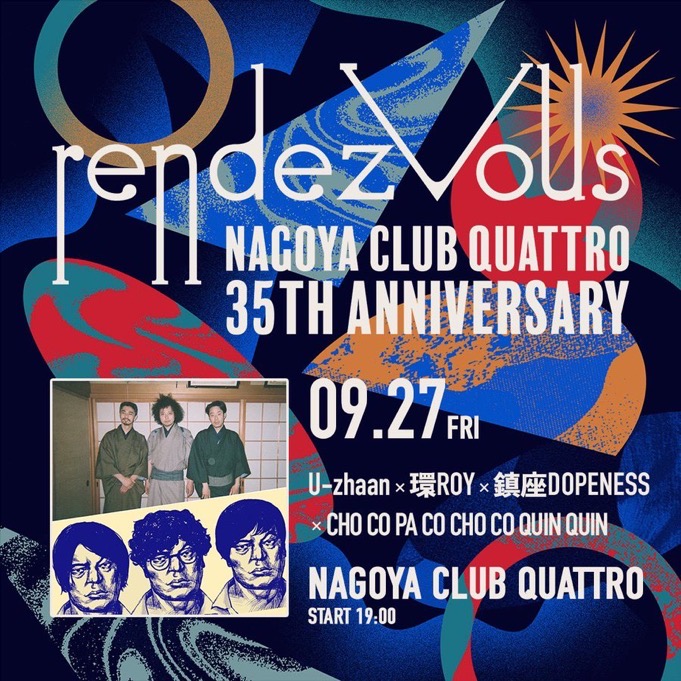 rendezVous
NAGOYA CLUB QUATTRO
35TH ANNIVERSARY
09.27 FRI
U-zhaan × 環ROY × 鎮座DOPENESS
× CHO CO PA CO CHO CO QUIN QUIN
NAGOYA CLUB QUATTRO
START 19:00